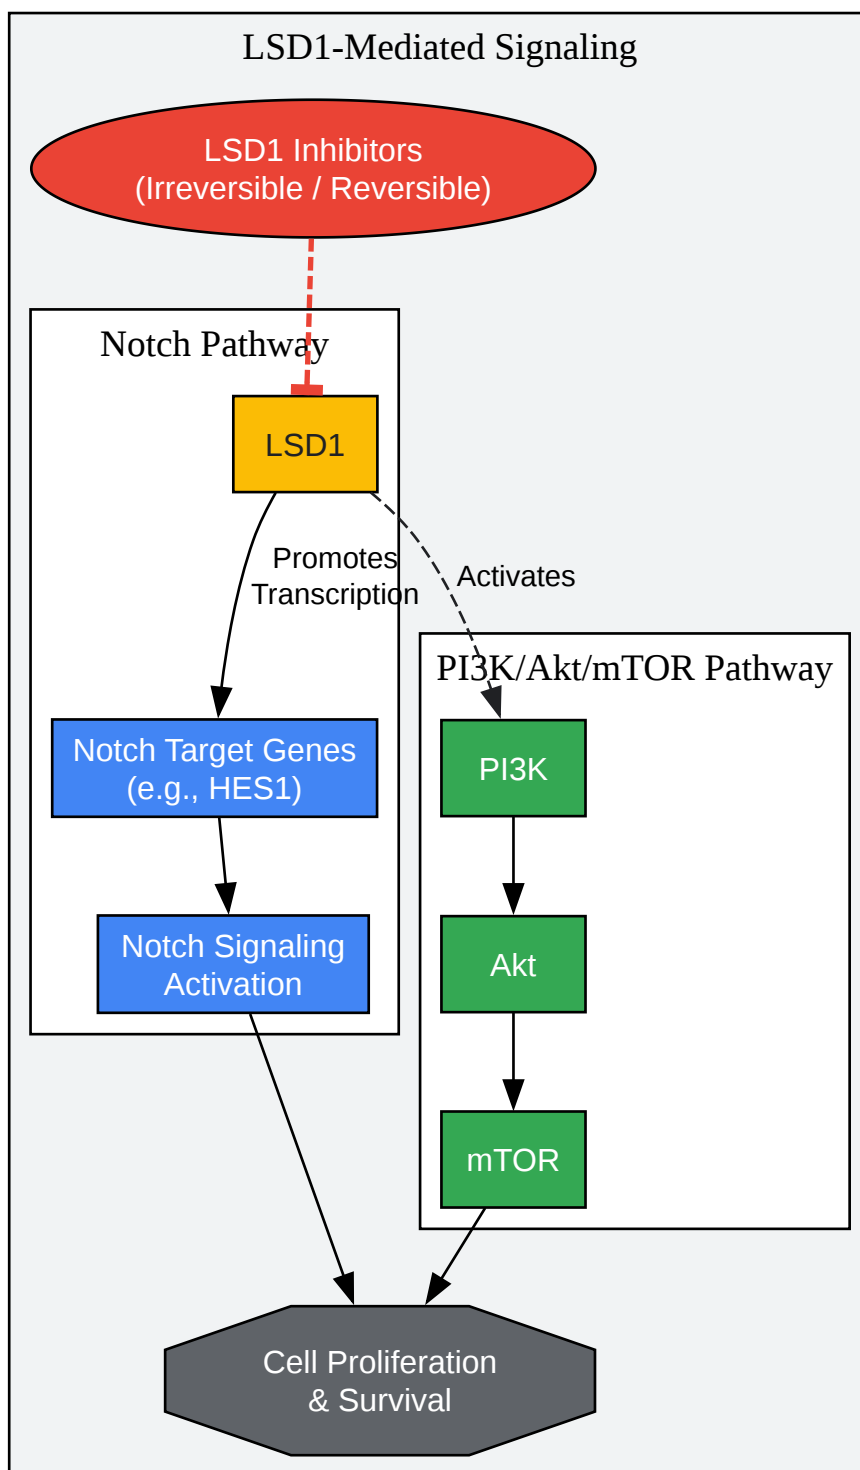 LSD1-Mediated Signaling
LSD1 Inhibitors
(Irreversible / Reversible)
Notch Pathway
LSD1
Promotes
Transcription
Activates
PI3K/Akt/mTOR Pathway
Notch Target Genes
(e.g., HES1)
PI3K
Notch Signaling
Activation
Akt
mTOR
Cell Proliferation
& Survival